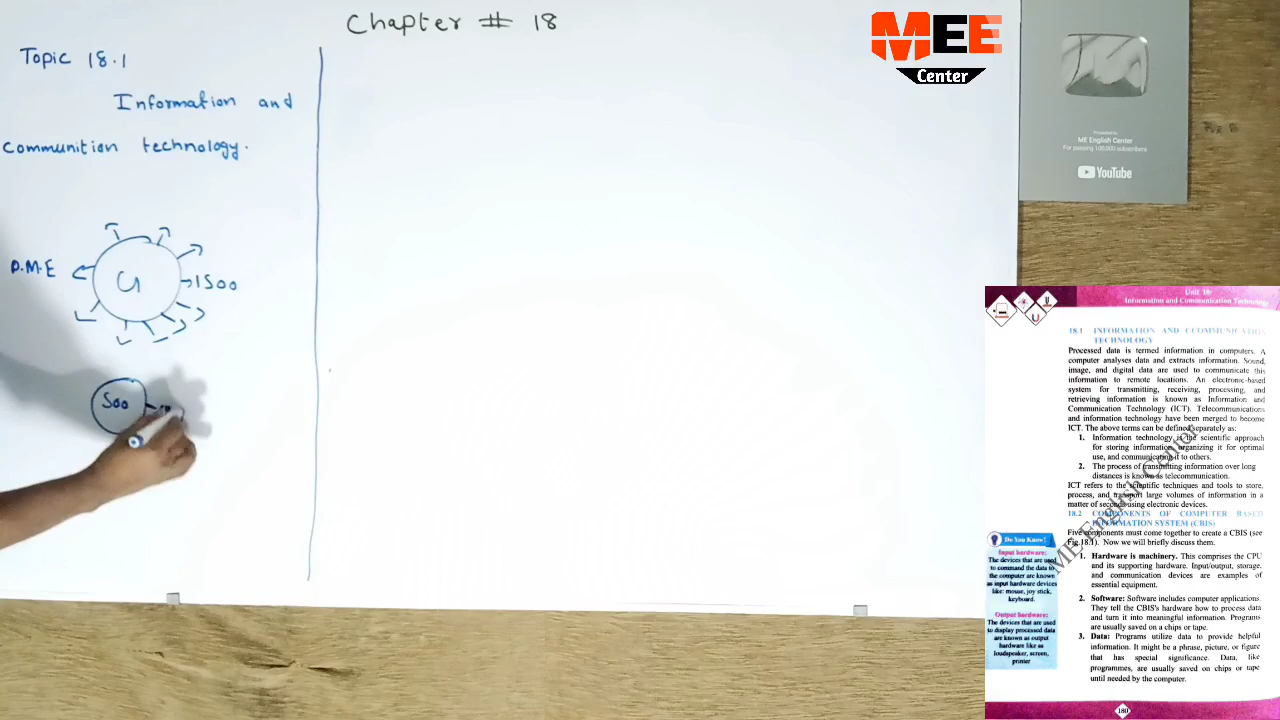 Chapter # 18
Topic 18.1
Information and
Communition technology.
D.M.E
G
1500
500
MEE
Center
Presented to
ME English Center
For passing 100,000 subscribers
YouTube
Unit 18:
Information and Communication Technology
18.1 INFORMATION AND CCOMMUNICATION
TECHNOLOGY
Processed data is termed information in computers. A
computer analyses data and extracts information. Sound,
image, and digital data are used to communicate this
information to remote locations. An electronic-based
system for transmitting, receiving, processing, and
retrieving information is known as Information and
Communication Technology (ICT). Telecommunications
and information technology have been merged to become
ICT. The above terms can be defined separately as:
1. Information technology is the scientific approach
for storing information, organizing it for optimal
use, and communicating it to others.
2. The process of transmitting information over long
distances is known as telecommunication.
ICT refers to the scientific techniques and tools to store,
process, and transport large volumes of information in a
matter of seconds using electronic devices.
18.2 COMPONENTS OF COMPUTER BASED
INFORMATION SYSTEM (CBIS)
Five components must come together to create a CBIS (see
Fig.18.1). Now we will briefly discuss them.
1. Hardware is machinery. This comprises the CPU
and its supporting hardware. Input/output, storage,
and communication devices are examples of
essential equipment.
2. Software: Software includes computer applications.
They tell the CBIS's hardware how to process data
and turn it into meaningful information. Programs
are usually saved on a chips or tape.
3. Data: Programs utilize data to provide helpful
information. It might be a phrase, picture, or figure
that has special significance. Data, like
programmes, are usually saved on chips or tape
until needed by the computer.
Do You Know!
Input hardware:
The devices that are used
to command the data to
the computer are known
as input hardware devices
like: mouse, joy stick,
keyboard.
Output hardware:
The devices that are used
to display processed data
are known as output
hardware like as
loudspeaker, screen,
printer
ME English Center
180